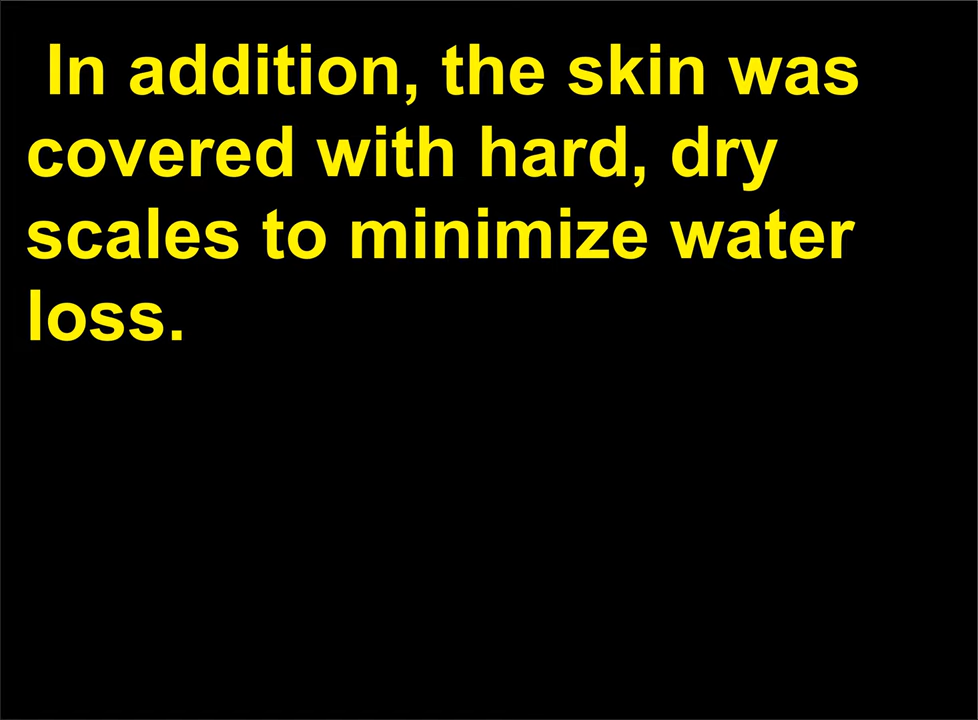 In addition, the skin was
covered with hard, dry
scales to minimize water
loss.